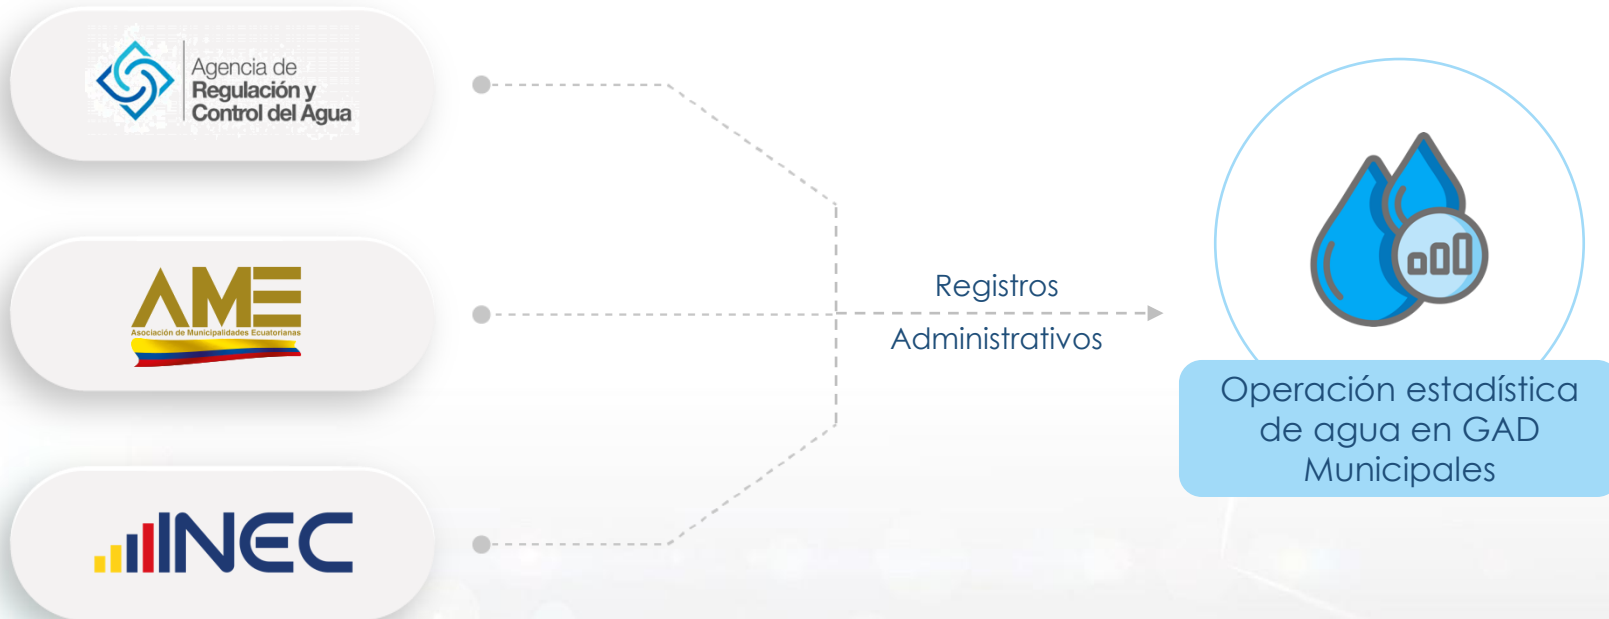 Agencia de
Regulación y
Control del Agua
AME
Asociación de Municipalidades Ecuatorianas
INEC
Registros
Administrativos
Operación estadística
de agua en GAD
Municipales